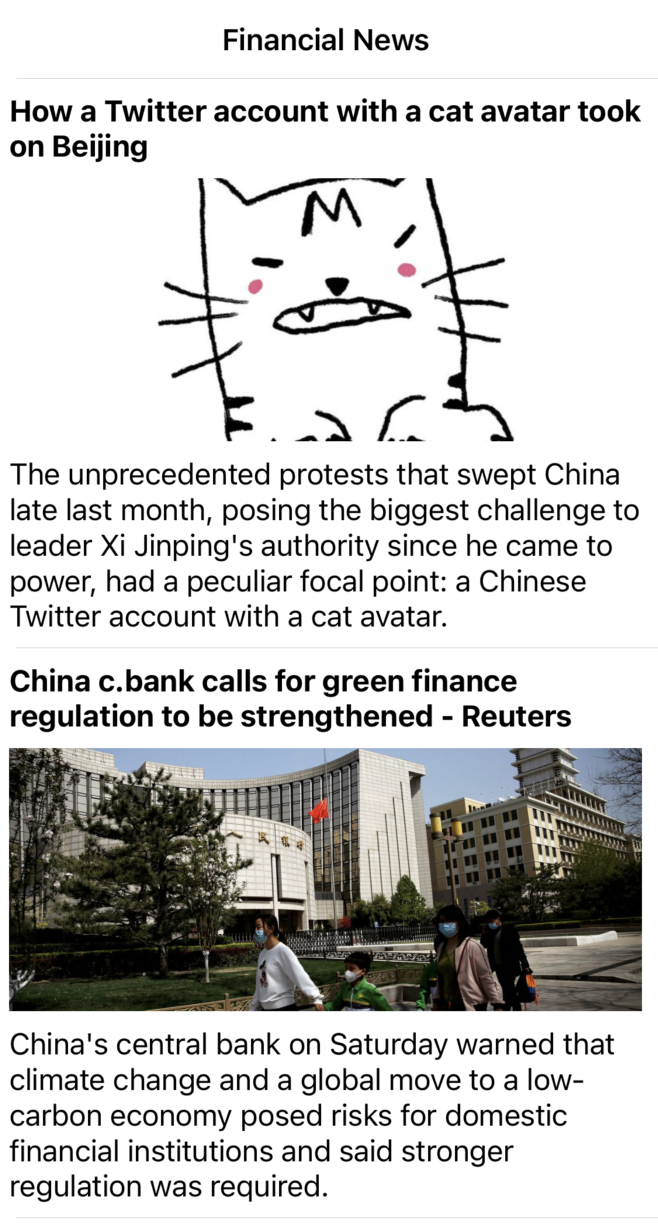 Financial News
How a Twitter account with a cat avatar took
on Beijing
M
The unprecedented protests that swept China
late last month, posing the biggest challenge to
leader Xi Jinping's authority since he came to
power, had a peculiar focal point: a Chinese
Twitter account with a cat avatar.
China c.bank calls for green finance
regulation to be strengthened - Reuters
China's central bank on Saturday warned that
climate change and a global move to a low-
carbon economy posed risks for domestic
financial institutions and said stronger
regulation was required.